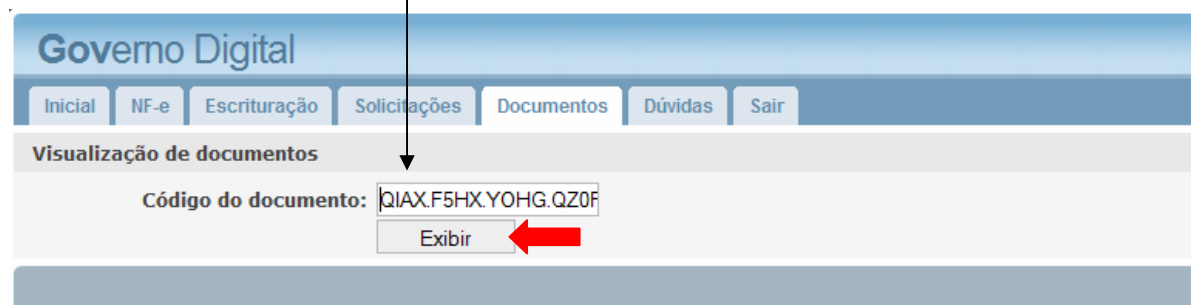 Governo Digital
Inicial NF-e Escrituração Solicitações Documentos Dúvidas Sair
Visualização de documentos
Código do documento: QIAX.F5HX.YOHG.QZ0F
Exibir